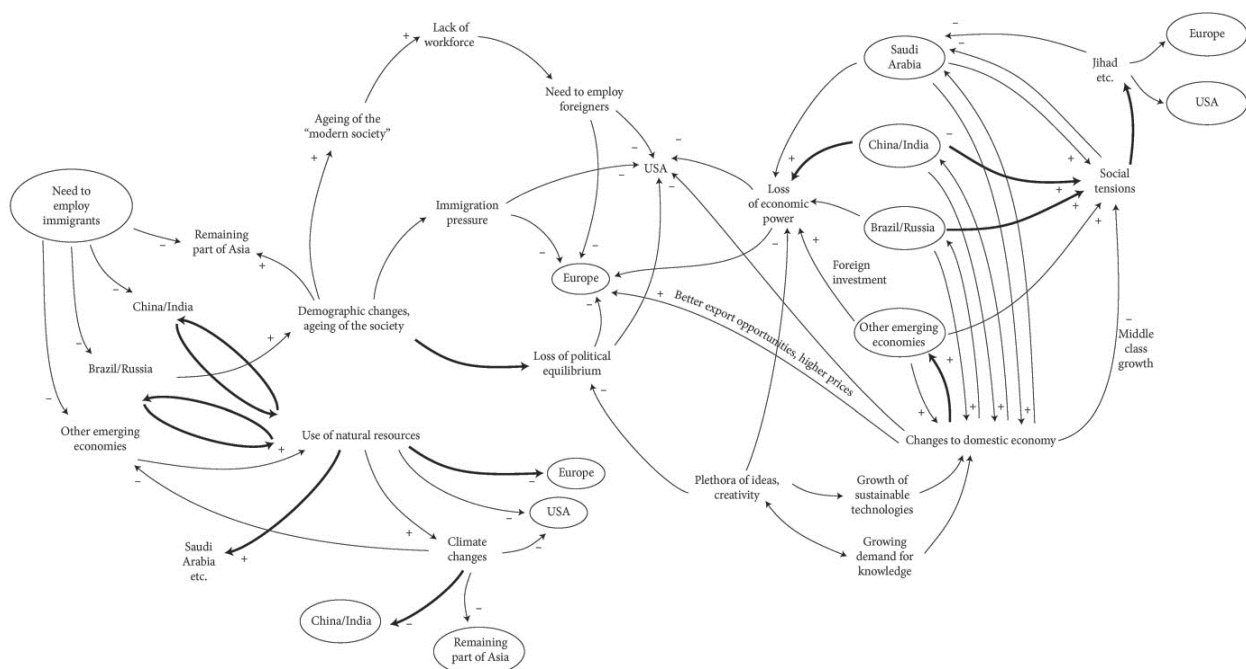 Lack of
workforce
Need to employ
foreigners
Ageing of the
“modern society”
Need to
employ
immigrants
Remaining
part of Asia
China/India
Brazil/Russia
Other emerging
economies
Demographic changes,
ageing of the society
Immigration
pressure
USA
Europe
Loss of political
equilibrium
Use of natural resources
Europe
USA
Climate
changes
Saudi
Arabia
etc.
China/India
Remaining
part of Asia
Saudi
Arabia
China/India
Loss
of economic
power
Brazil/Russia
Foreign
investment
Other emerging
economies
Better export opportunities, higher prices
Changes to domestic economy
Plethora of ideas,
creativity
Growth of
sustainable
technologies
Growing
demand for
knowledge
Jihad
etc.
Europe
USA
Social
tensions
Middle
class
growth